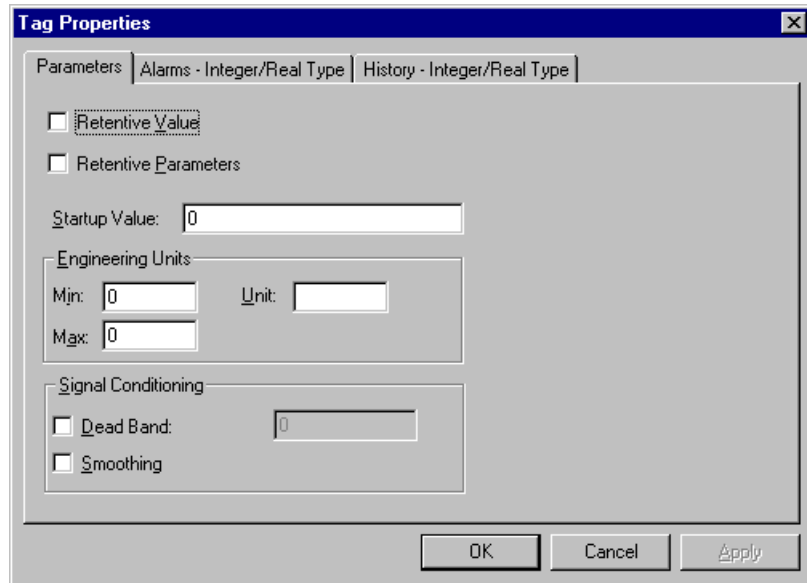 Tag Properties
Parameters Alarms - Integer/Real Type History - Integer/Real Type
Retentive Value
Retentive Parameters
Startup Value: 0
Engineering Units
Min: 0 Unit:
Max: 0
Signal Conditioning
Dead Band: 0
Smoothing
OK Cancel Apply